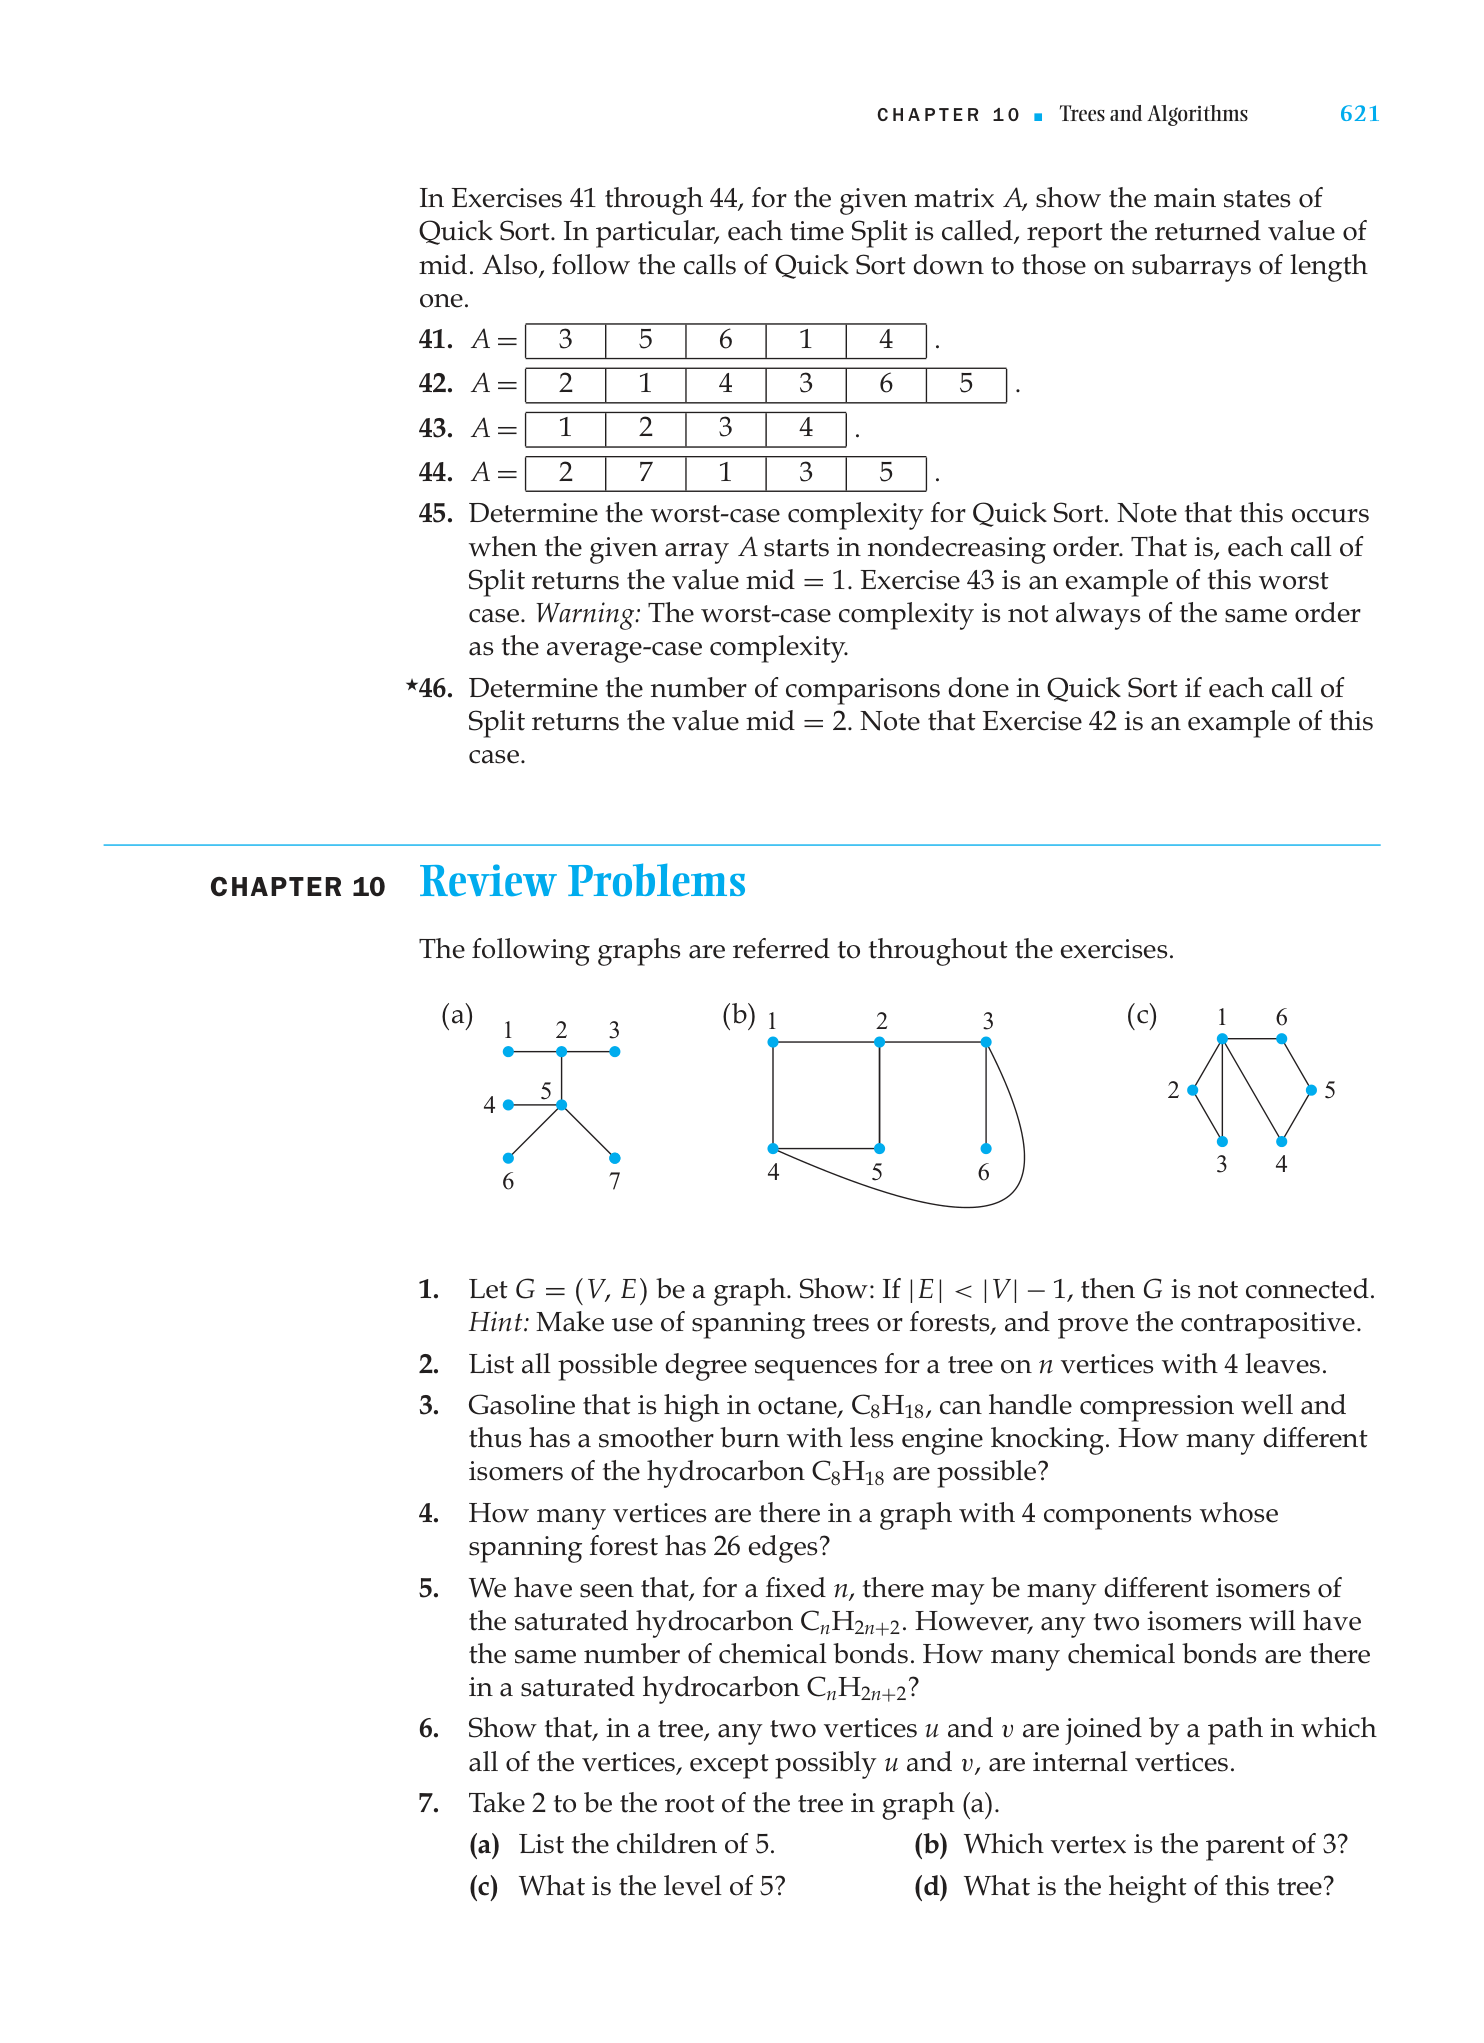 CHAPTER 10 ■ Trees and Algorithms 621
In Exercises 41 through 44, for the given matrix A, show the main states of
Quick Sort. In particular, each time Split is called, report the returned value of
mid. Also, follow the calls of Quick Sort down to those on subarrays of length
one.
41. A = 3 5 6 1 4 .
42. A = 2 1 4 3 6 5 .
43. A = 1 2 3 4 .
44. A = 2 7 1 3 5 .
45. Determine the worst-case complexity for Quick Sort. Note that this occurs
when the given array A starts in nondecreasing order. That is, each call of
Split returns the value mid = 1. Exercise 43 is an example of this worst
case. Warning: The worst-case complexity is not always of the same order
as the average-case complexity.
★46. Determine the number of comparisons done in Quick Sort if each call of
Split returns the value mid = 2. Note that Exercise 42 is an example of this
case.
CHAPTER 10 Review Problems
The following graphs are referred to throughout the exercises.
(a) 1 2 3
4 5
6 7
(b) 1 2 3
4 5 6
(c) 1 6
2 5
3 4
1. Let G = (V, E) be a graph. Show: If |E| < |V| − 1, then G is not connected.
Hint: Make use of spanning trees or forests, and prove the contrapositive.
2. List all possible degree sequences for a tree on n vertices with 4 leaves.
3. Gasoline that is high in octane, C₈H₁₈, can handle compression well and
thus has a smoother burn with less engine knocking. How many different
isomers of the hydrocarbon C₈H₁₈ are possible?
4. How many vertices are there in a graph with 4 components whose
spanning forest has 26 edges?
5. We have seen that, for a fixed n, there may be many different isomers of
the saturated hydrocarbon CₙH₂ₙ₊₂. However, any two isomers will have
the same number of chemical bonds. How many chemical bonds are there
in a saturated hydrocarbon CₙH₂ₙ₊₂?
6. Show that, in a tree, any two vertices u and v are joined by a path in which
all of the vertices, except possibly u and v, are internal vertices.
7. Take 2 to be the root of the tree in graph (a).
(a) List the children of 5. (b) Which vertex is the parent of 3?
(c) What is the level of 5? (d) What is the height of this tree?